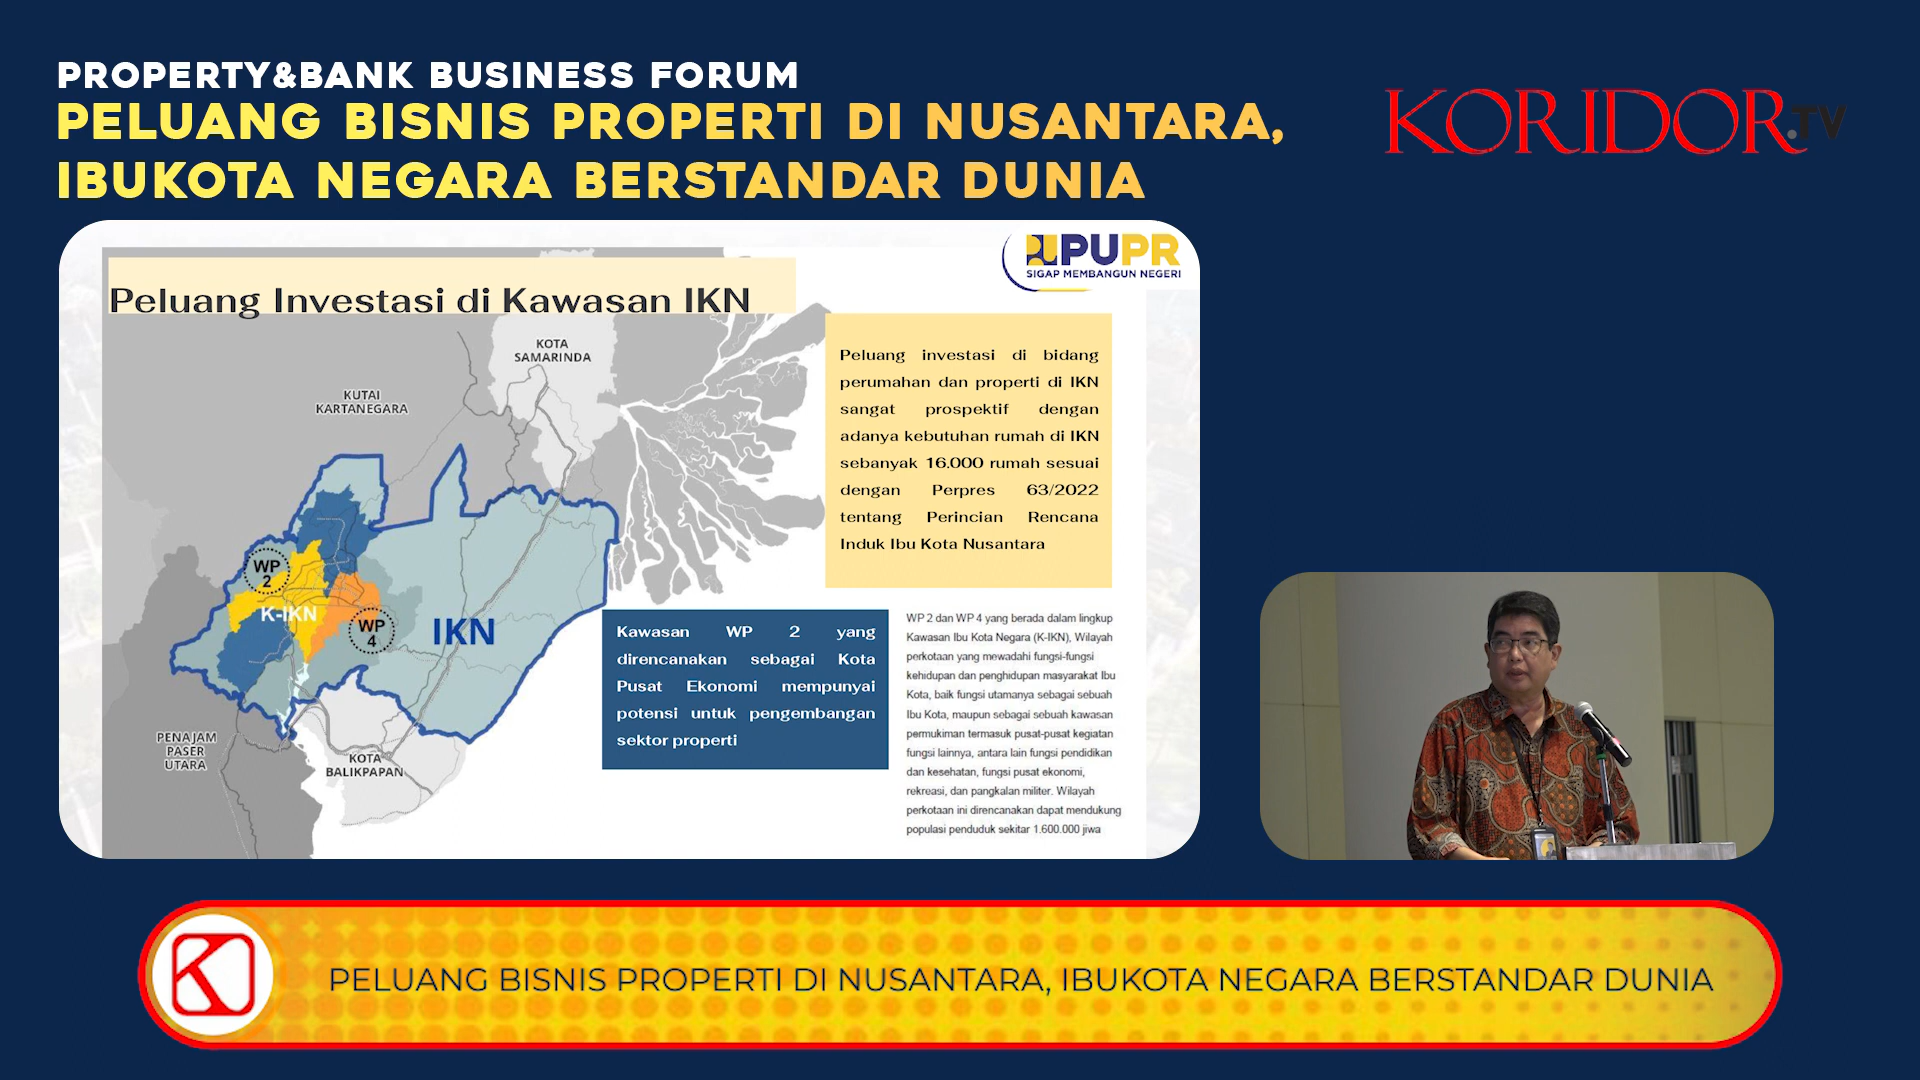 PROPERTY&BANK BUSINESS FORUM
PELUANG BISNIS PROPERTI DI NUSANTARA,
IBUKOTA NEGARA BERSTANDAR DUNIA
KORIDOR.TV
PUPR
SIGAP MEMBANGUN NEGERI
Peluang Investasi di Kawasan IKN
KOTA
SAMARINDA
KUTAI
KARTANEGARA
WP
2
K-IKN
WP
4
IKN
PENAJAM
PASER
UTARA
KOTA
BALIKPAPAN
Peluang investasi di bidang
perumahan dan properti di IKN
sangat prospektif dengan
adanya kebutuhan rumah di IKN
sebanyak 16.000 rumah sesuai
dengan Perpres 63/2022
tentang Perincian Rencana
Induk Ibu Kota Nusantara
Kawasan WP 2 yang
direncanakan sebagai Kota
Pusat Ekonomi mempunyai
potensi untuk pengembangan
sektor properti
WP 2 dan WP 4 yang berada dalam lingkup
Kawasan Ibu Kota Negara (K-IKN), Wilayah
perkotaan yang mewadahi fungsi-fungsi
kehidupan dan penghidupan masyarakat Ibu
Kota, baik fungsi utamanya sebagai sebuah
Ibu Kota, maupun sebagai sebuah kawasan
permukiman termasuk pusat-pusat kegiatan
fungsi lainnya, antara lain fungsi pendidikan
dan kesehatan, fungsi pusat ekonomi,
rekreasi, dan pangkalan militer. Wilayah
perkotaan ini direncanakan dapat mendukung
populasi penduduk sekitar 1.600.000 jiwa
K
PELUANG BISNIS PROPERTI DI NUSANTARA, IBUKOTA NEGARA BERSTANDAR DUNIA